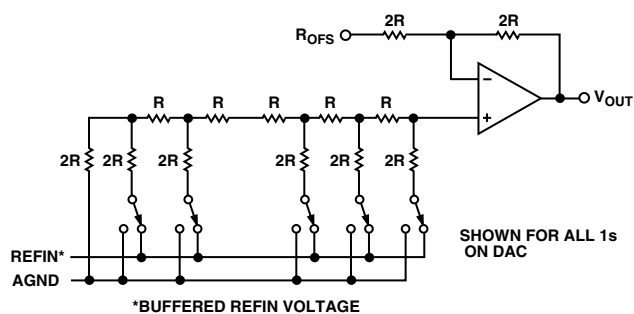 2R 2R
ROFS
VOUT
R R R R R
2R 2R 2R 2R 2R 2R
– +
REFIN*
AGND
SHOWN FOR ALL 1s
ON DAC
*BUFFERED REFIN VOLTAGE